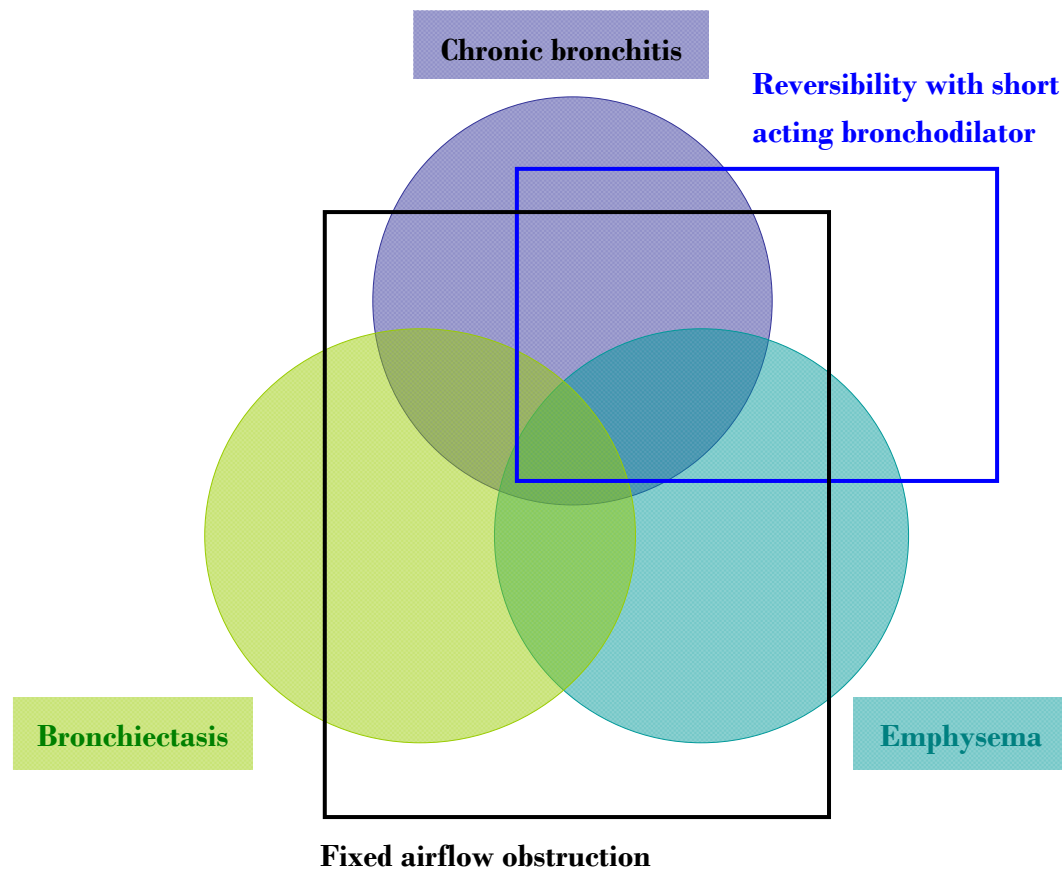 Chronic bronchitis
Reversibility with short
acting bronchodilator
Bronchiectasis
Emphysema
Fixed airflow obstruction